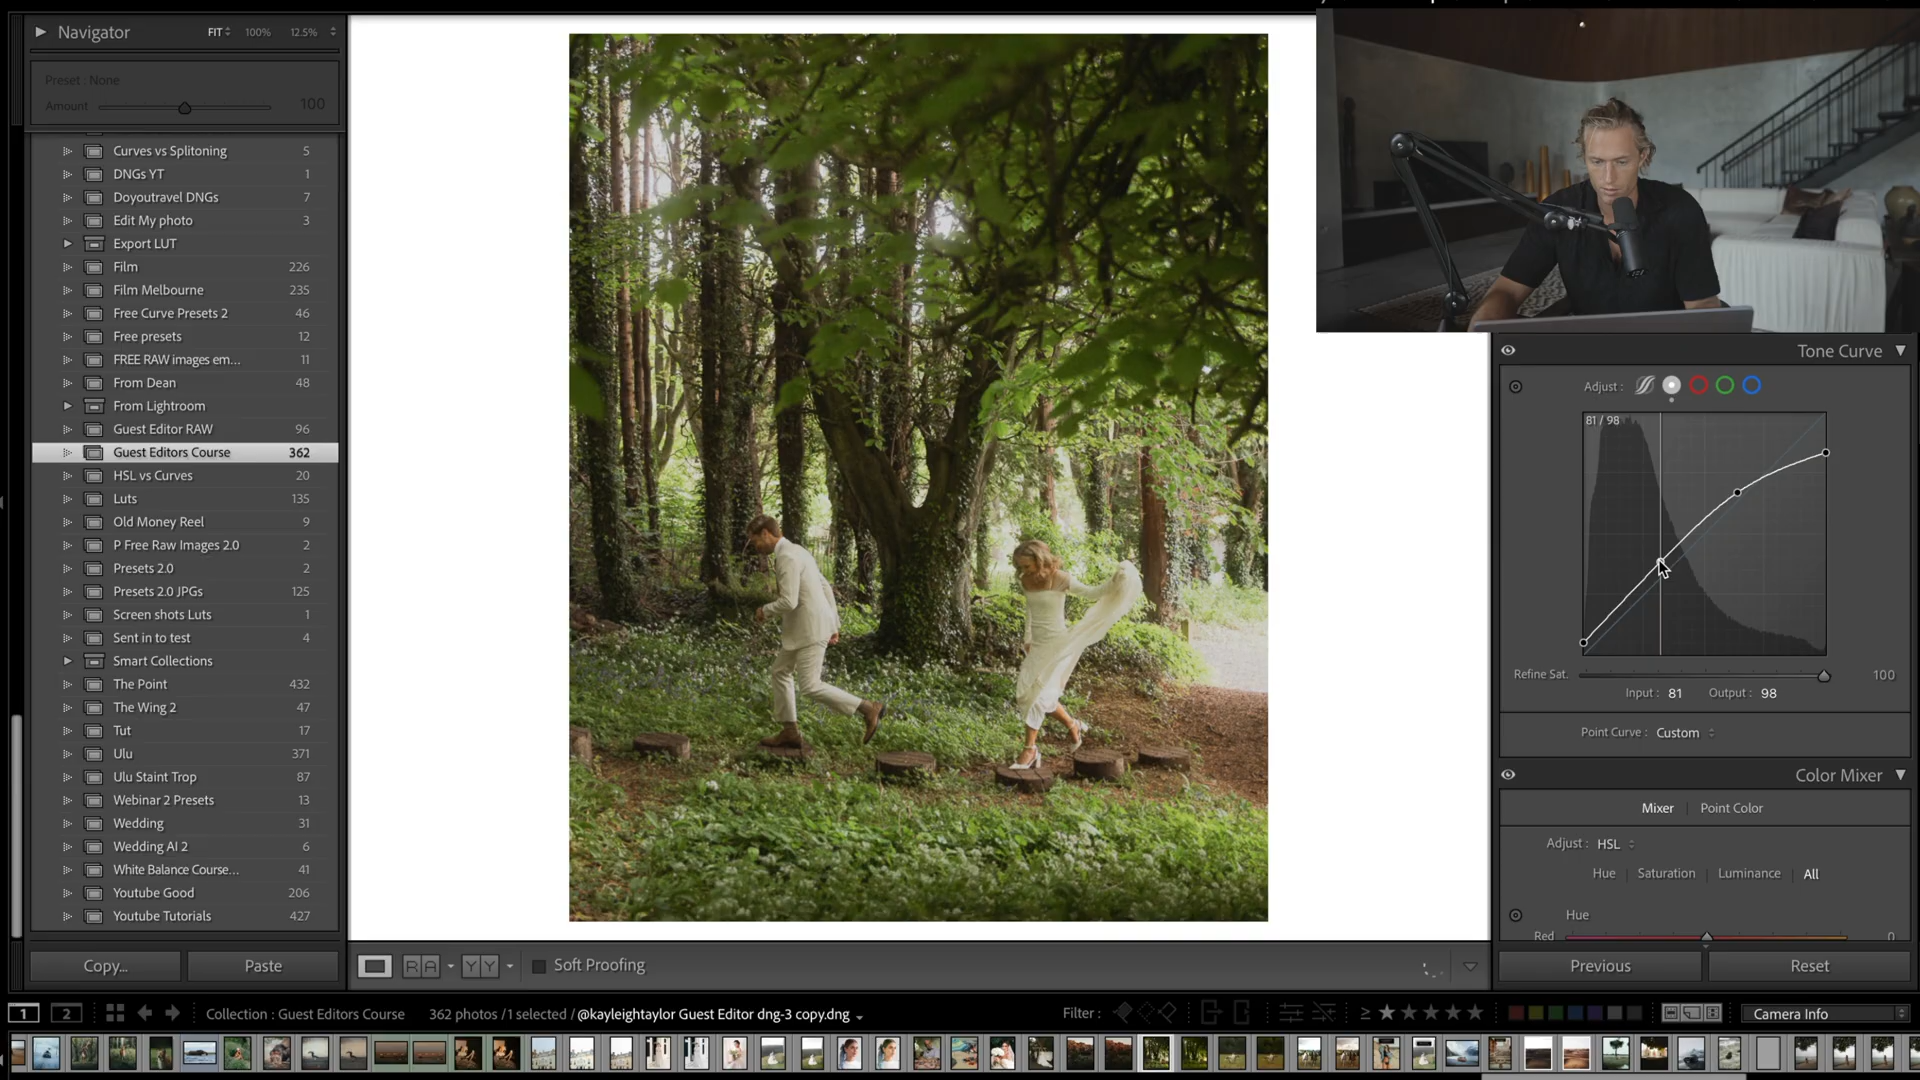 Navigator FIT 100% 12.5%
Preset : None
Amount 100
Curves vs Splitoning 5
DNGs YT 1
Doyoutravel DNGs 7
Edit My photo 3
Export LUT
Film 226
Film Melbourne 235
Free Curve Presets 2 46
Free presets 12
FREE RAW images em... 11
From Dean 48
From Lightroom
Guest Editor RAW 96
Guest Editors Course 362
HSL vs Curves 20
Luts 135
Old Money Reel 9
P Free Raw Images 2.0 2
Presets 2.0 2
Presets 2.0 JPGs 125
Screen shots Luts 1
Sent in to test 4
Smart Collections
The Point 432
The Wing 2 47
Tut 17
Ulu 371
Ulu Staint Trop 87
Webinar 2 Presets 13
Wedding 31
Wedding AI 2 6
White Balance Course... 41
Youtube Good 206
Youtube Tutorials 427
Copy... Paste
R A Y Y Soft Proofing
Tone Curve
Adjust :
81 / 98
Refine Sat. 100
Input : 81 Output : 98
Point Curve : Custom
Color Mixer
Mixer Point Color
Adjust : HSL
Hue Saturation Luminance All
Hue
Red 0
Previous Reset
1 2 Collection : Guest Editors Course 362 photos / 1 selected / @kayleightaylor Guest Editor dng-3 copy.dng Filter : ≥ ★ ★ ★ ★ ★ Camera Info